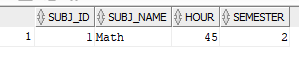 SUBJ_ID SUBJ_NAME HOUR SEMESTER
1 1 Math 45 2